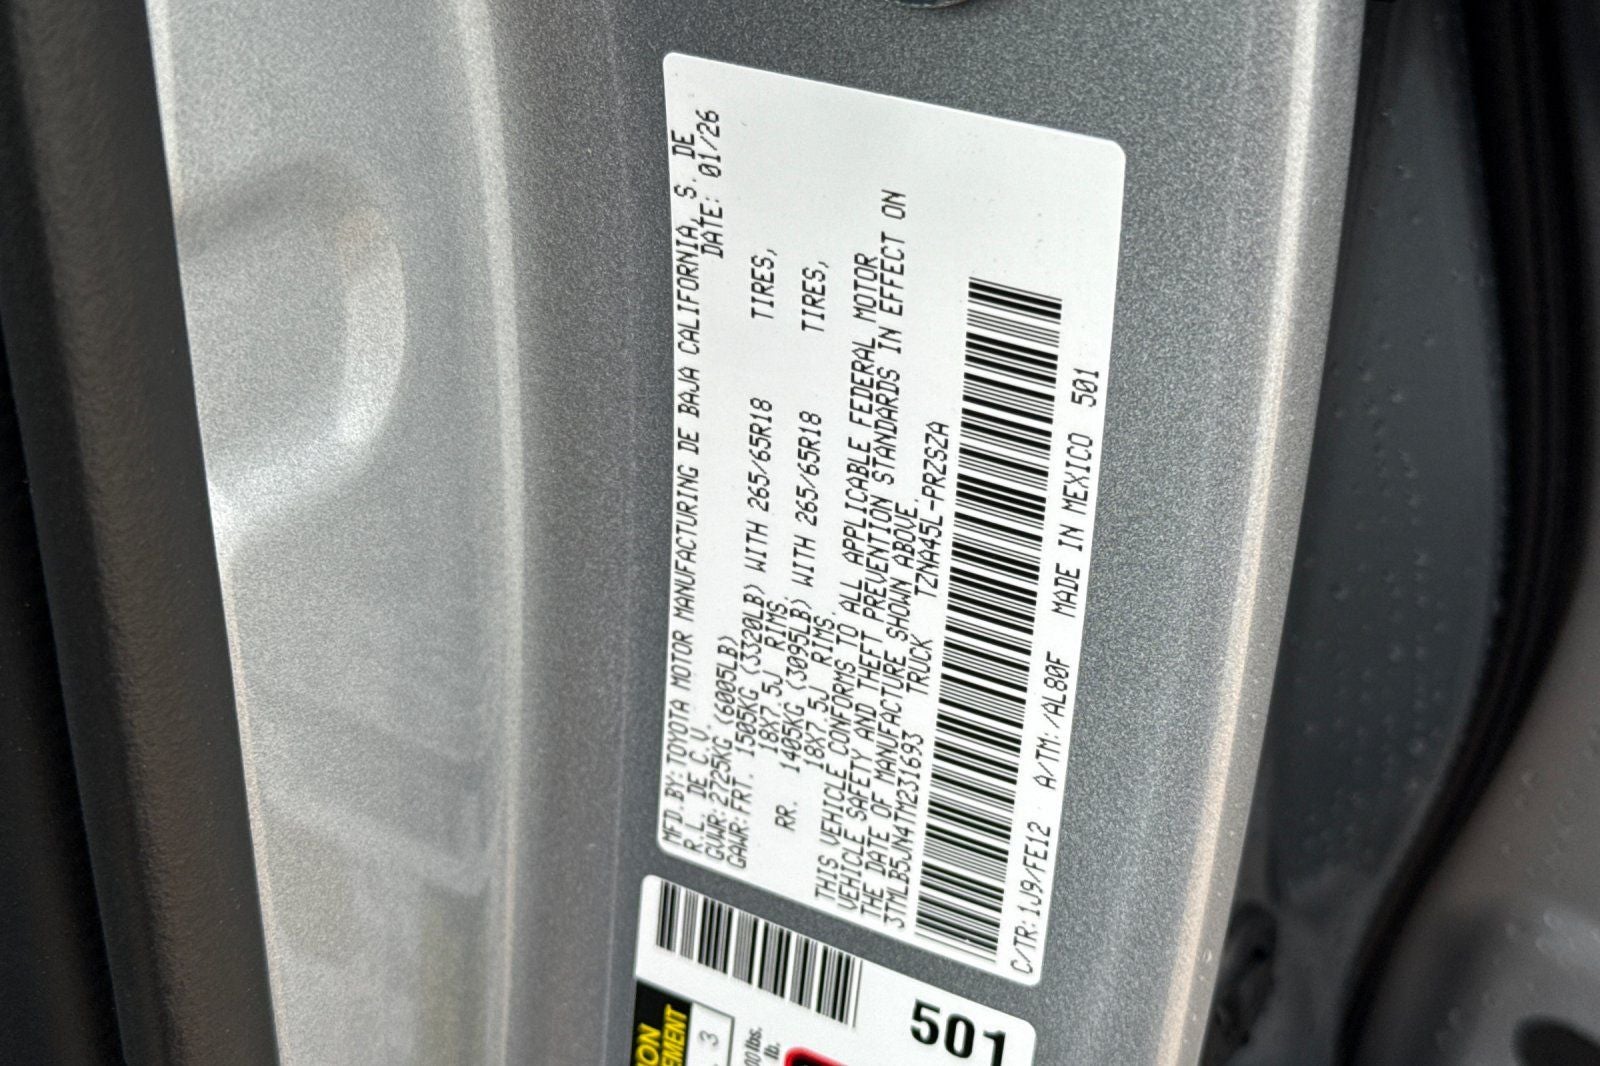 MFD.BY:TOYOTA MOTOR MANUFACTURING DE BAJA CALIFORNIA, S. DE
R.L. DE C.V. DATE: 01/26
GVWR:2725KG (6005LB)
GAWR:FRT. 1505KG (3320LB) WITH 265/65R18 TIRES,
18X7.5J RIMS.
RR. 1405KG (3095LB) WITH 265/65R18 TIRES,
18X7.5J RIMS.
THIS VEHICLE CONFORMS TO ALL APPLICABLE FEDERAL MOTOR
VEHICLE SAFETY AND THEFT PREVENTION STANDARDS IN EFFECT ON
THE DATE OF MANUFACTURE SHOWN ABOVE.
3TMLB5JN4TM231693 TRUCK TZNA45L-PRZSZA
C/TR:1J9/FE12 A/TM:/AL80F MADE IN MEXICO 501
501
3
lbs.
lb.